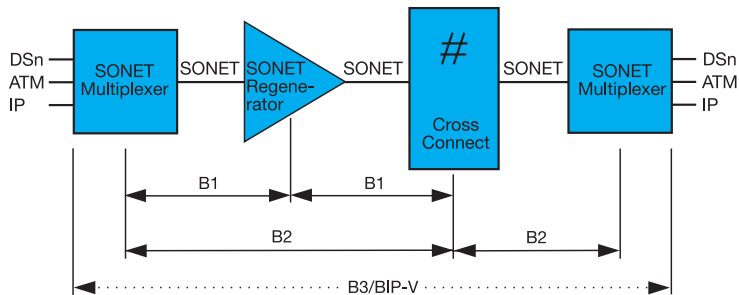 DSn
ATM
IP
SONET
Multiplexer
SONET
SONET
Regene-
rator
SONET
#
Cross
Connect
SONET
SONET
Multiplexer
DSn
ATM
IP
B1
B1
B2
B2
B3/BIP-V